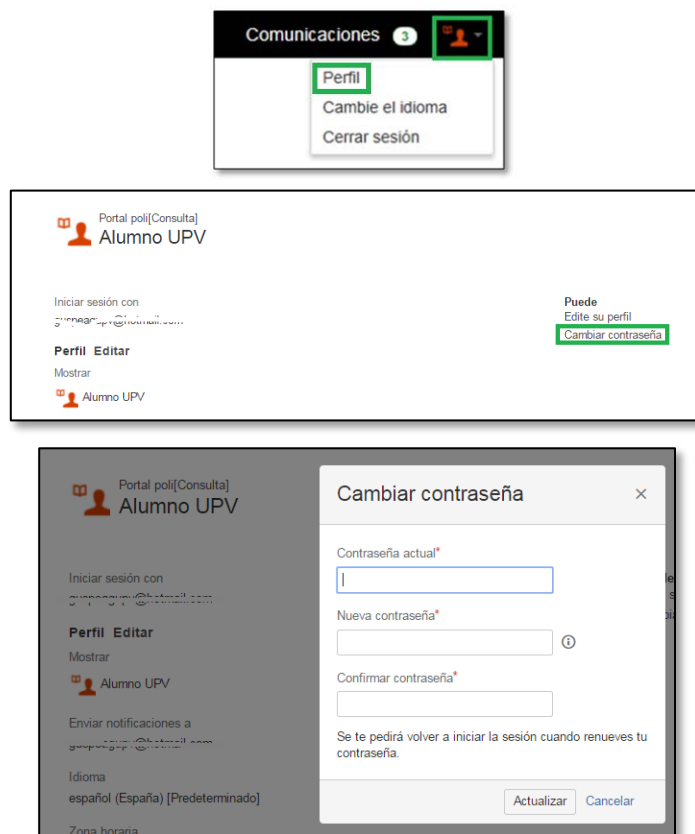 Comunicaciones 3
Perfil
Cambie el idioma
Cerrar sesión
Portal poli[Consulta]
Alumno UPV
Iniciar sesión con
Perfil Editar
Mostrar
Alumno UPV
Puede
Edite su perfil
Cambiar contraseña
Portal poli[Consulta]
Alumno UPV
Iniciar sesión con
Perfil Editar
Mostrar
Alumno UPV
Enviar notificaciones a
Idioma
español (España) [Predeterminado]
Zona horaria
Cambiar contraseña ×
Contraseña actual*
Nueva contraseña*
Confirmar contraseña*
Se te pedirá volver a iniciar la sesión cuando renueves tu
contraseña.
Actualizar Cancelar